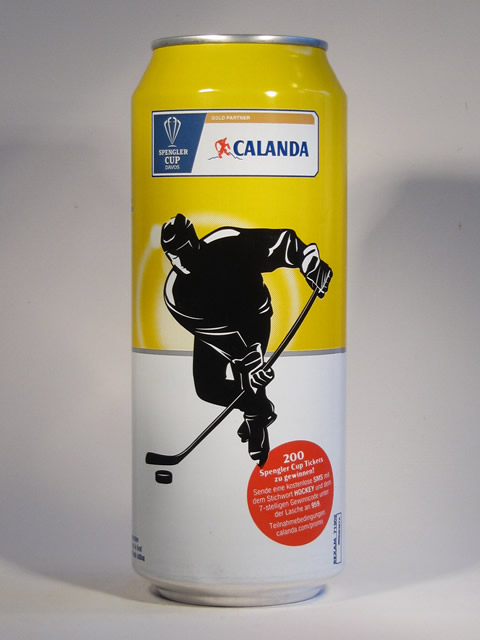 SPENGLER
CUP
DAVOS
GOLD PARTNER
CALANDA
200
Spengler Cup Tickets
zu gewinnen!
Sende eine kostenlose SMS mit
dem Stichwort HOCKEY und dem
7-stelligen Gewinncode unter
der Lasche an 959
Teilnahmebedingungen:
calanda.com/promo
REXAM